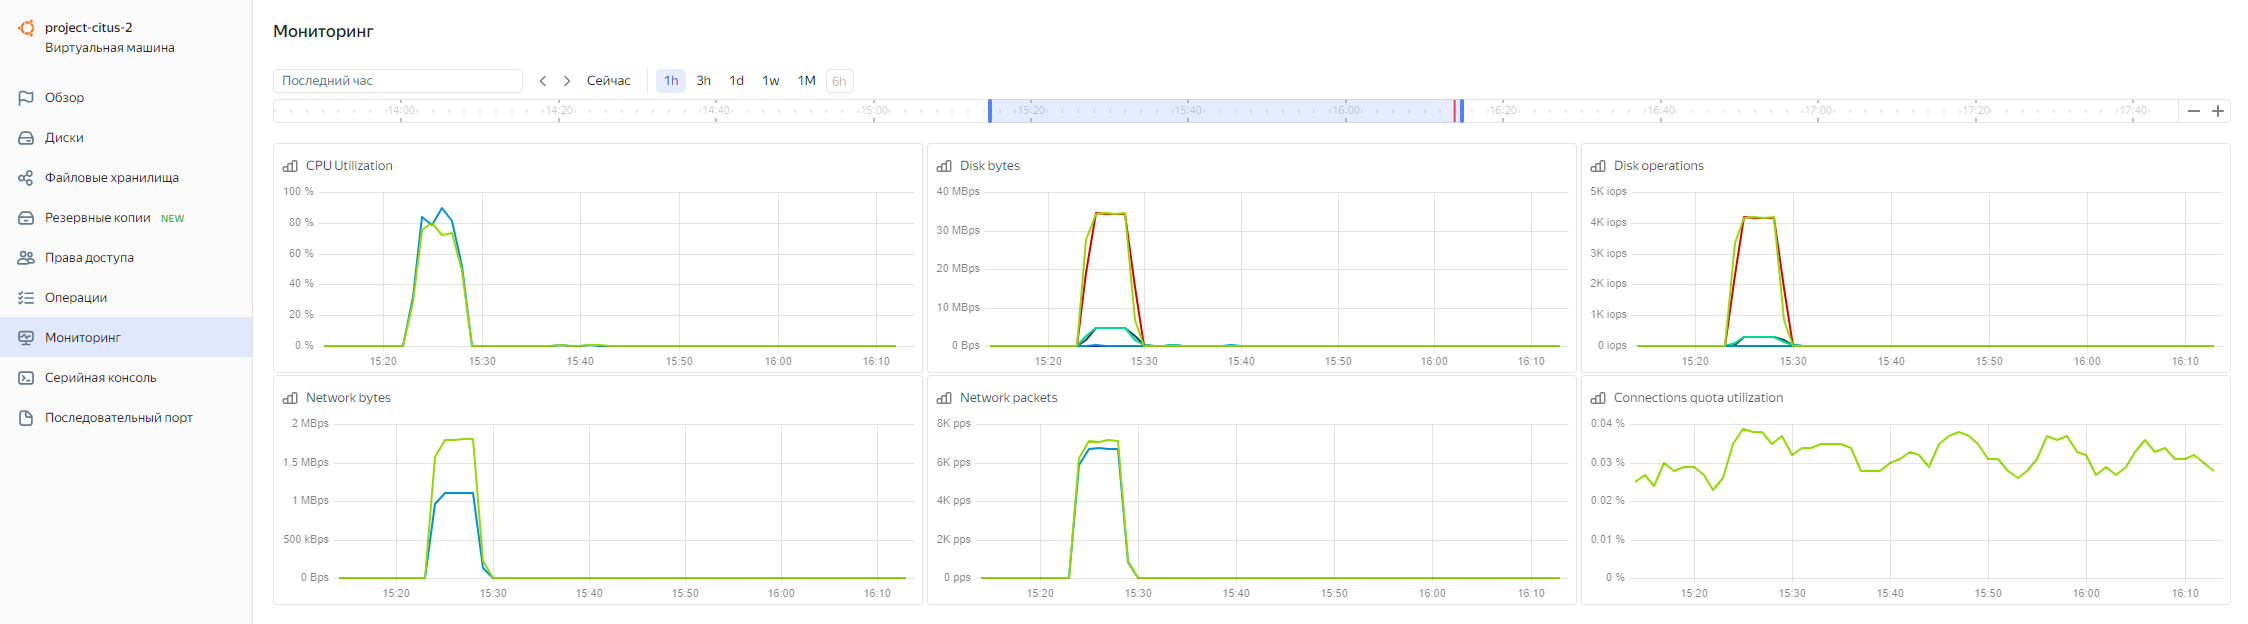 project-citus-2
Виртуальная машина
Обзор
Диски
Файловые хранилища
Резервные копии NEW
Права доступа
Операции
Мониторинг
Серийная консоль
Последовательный порт
Мониторинг
Последний час
Сейчас 1h 3h 1d 1w 1M 6h
14:00 14:20 14:40 15:00 15:20 15:40 16:00 16:20 16:40 17:00 17:20 17:40
CPU Utilization
100 %
80 %
60 %
40 %
20 %
0 %
15:20 15:30 15:40 15:50 16:00 16:10
Disk bytes
40 MBps
30 MBps
20 MBps
10 MBps
0 Bps
15:20 15:30 15:40 15:50 16:00 16:10
Disk operations
5K iops
4K iops
3K iops
2K iops
1K iops
0 iops
15:20 15:30 15:40 15:50 16:00 16:10
Network bytes
2 MBps
1.5 MBps
1 MBps
500 kBps
0 Bps
15:20 15:30 15:40 15:50 16:00 16:10
Network packets
8K pps
6K pps
4K pps
2K pps
0 pps
15:20 15:30 15:40 15:50 16:00 16:10
Connections quota utilization
0.04 %
0.03 %
0.02 %
0.01 %
0 %
15:20 15:30 15:40 15:50 16:00 16:10